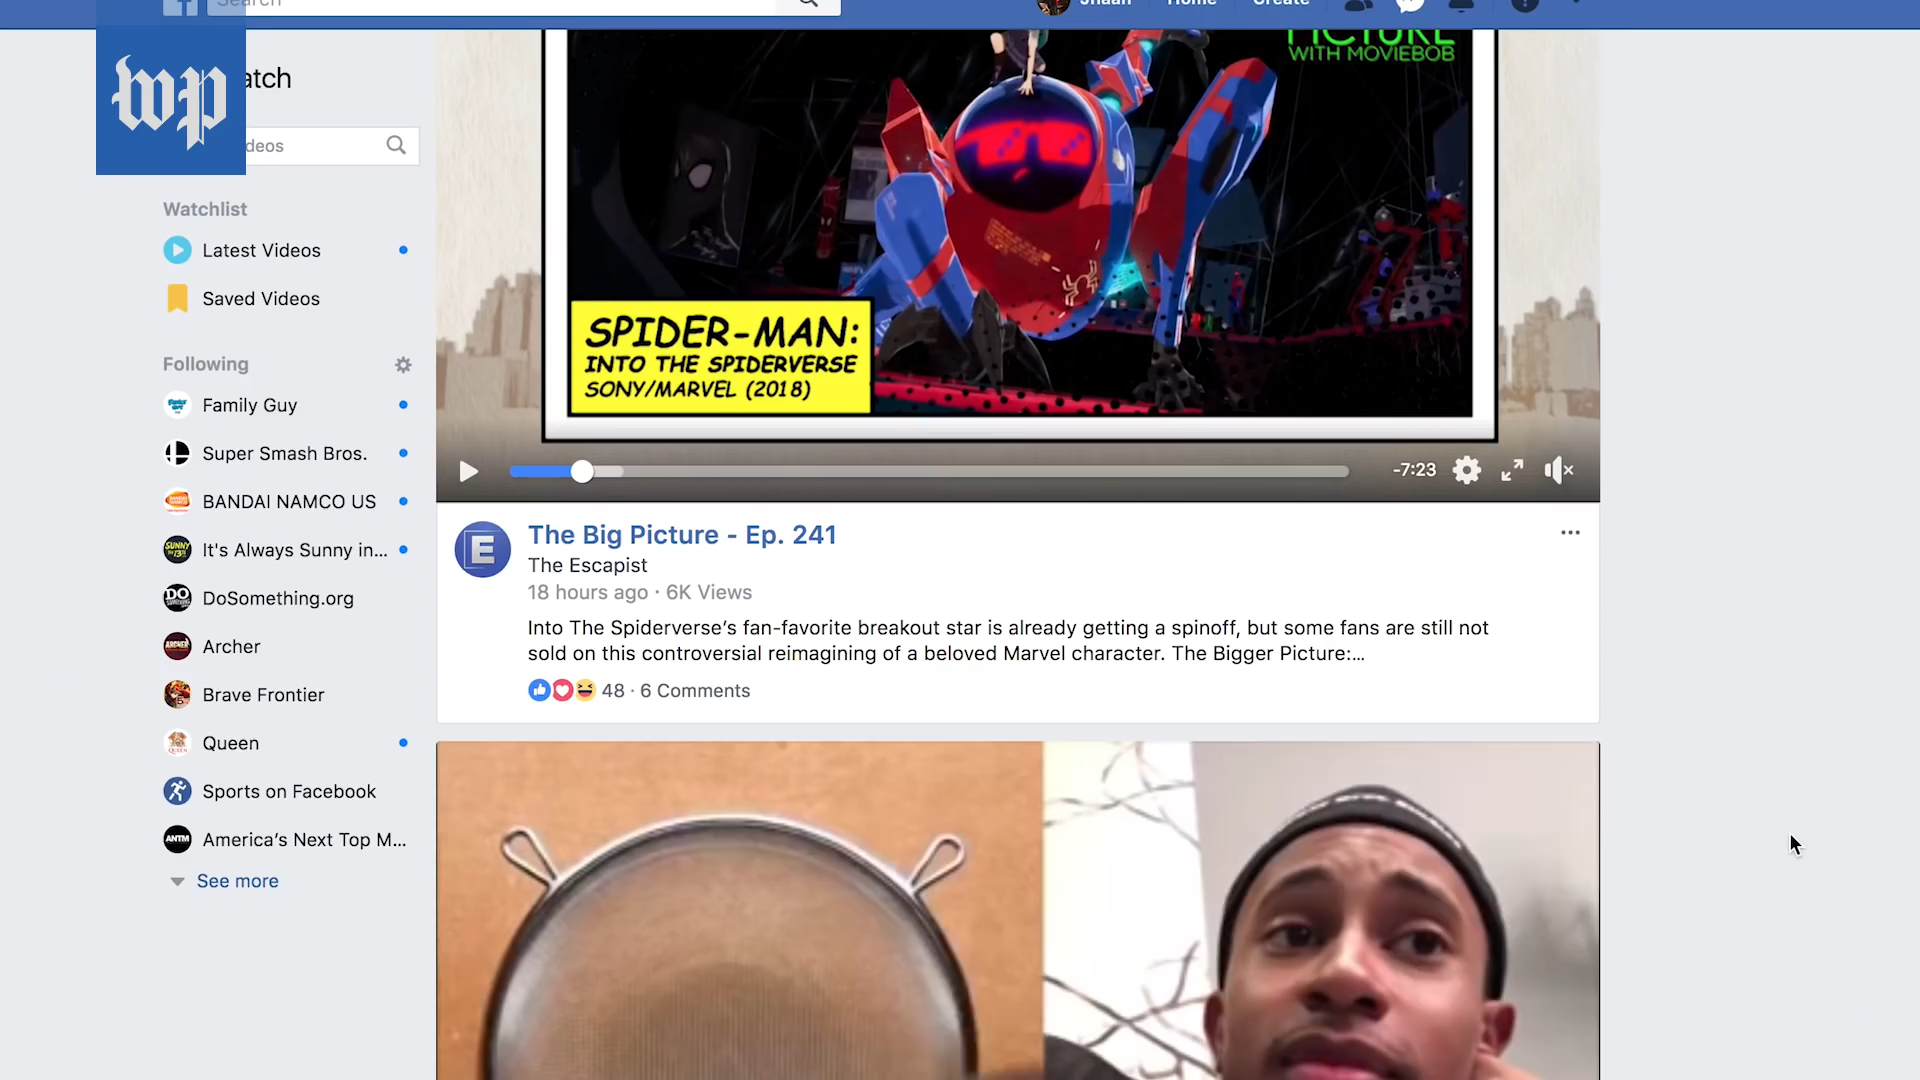 Search
Shaan
Home
Create
wp
atch
deos
Watchlist
Latest Videos
Saved Videos
Following
Family Guy
Super Smash Bros.
BANDAI NAMCO US
It's Always Sunny in...
DoSomething.org
Archer
Brave Frontier
Queen
Sports on Facebook
ANTM
America's Next Top M...
See more
PICTURE
WITH MOVIEBOB
SPIDER-MAN:
INTO THE SPIDERVERSE
SONY/MARVEL (2018)
-7:23
E
The Big Picture - Ep. 241
The Escapist
18 hours ago · 6K Views
Into The Spiderverse's fan-favorite breakout star is already getting a spinoff, but some fans are still not
sold on this controversial reimagining of a beloved Marvel character. The Bigger Picture:...
48 · 6 Comments